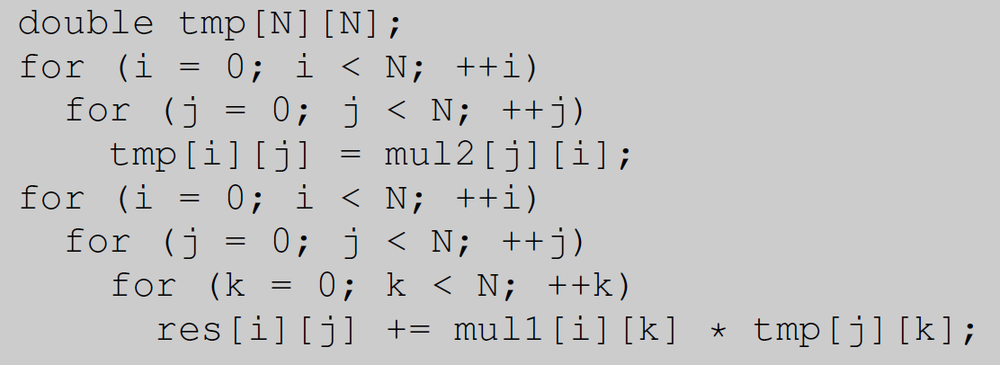 double tmp[N][N];
for (i = 0; i < N; ++i)
  for (j = 0; j < N; ++j)
    tmp[i][j] = mul2[j][i];
for (i = 0; i < N; ++i)
  for (j = 0; j < N; ++j)
    for (k = 0; k < N; ++k)
      res[i][j] += mul1[i][k] * tmp[j][k];